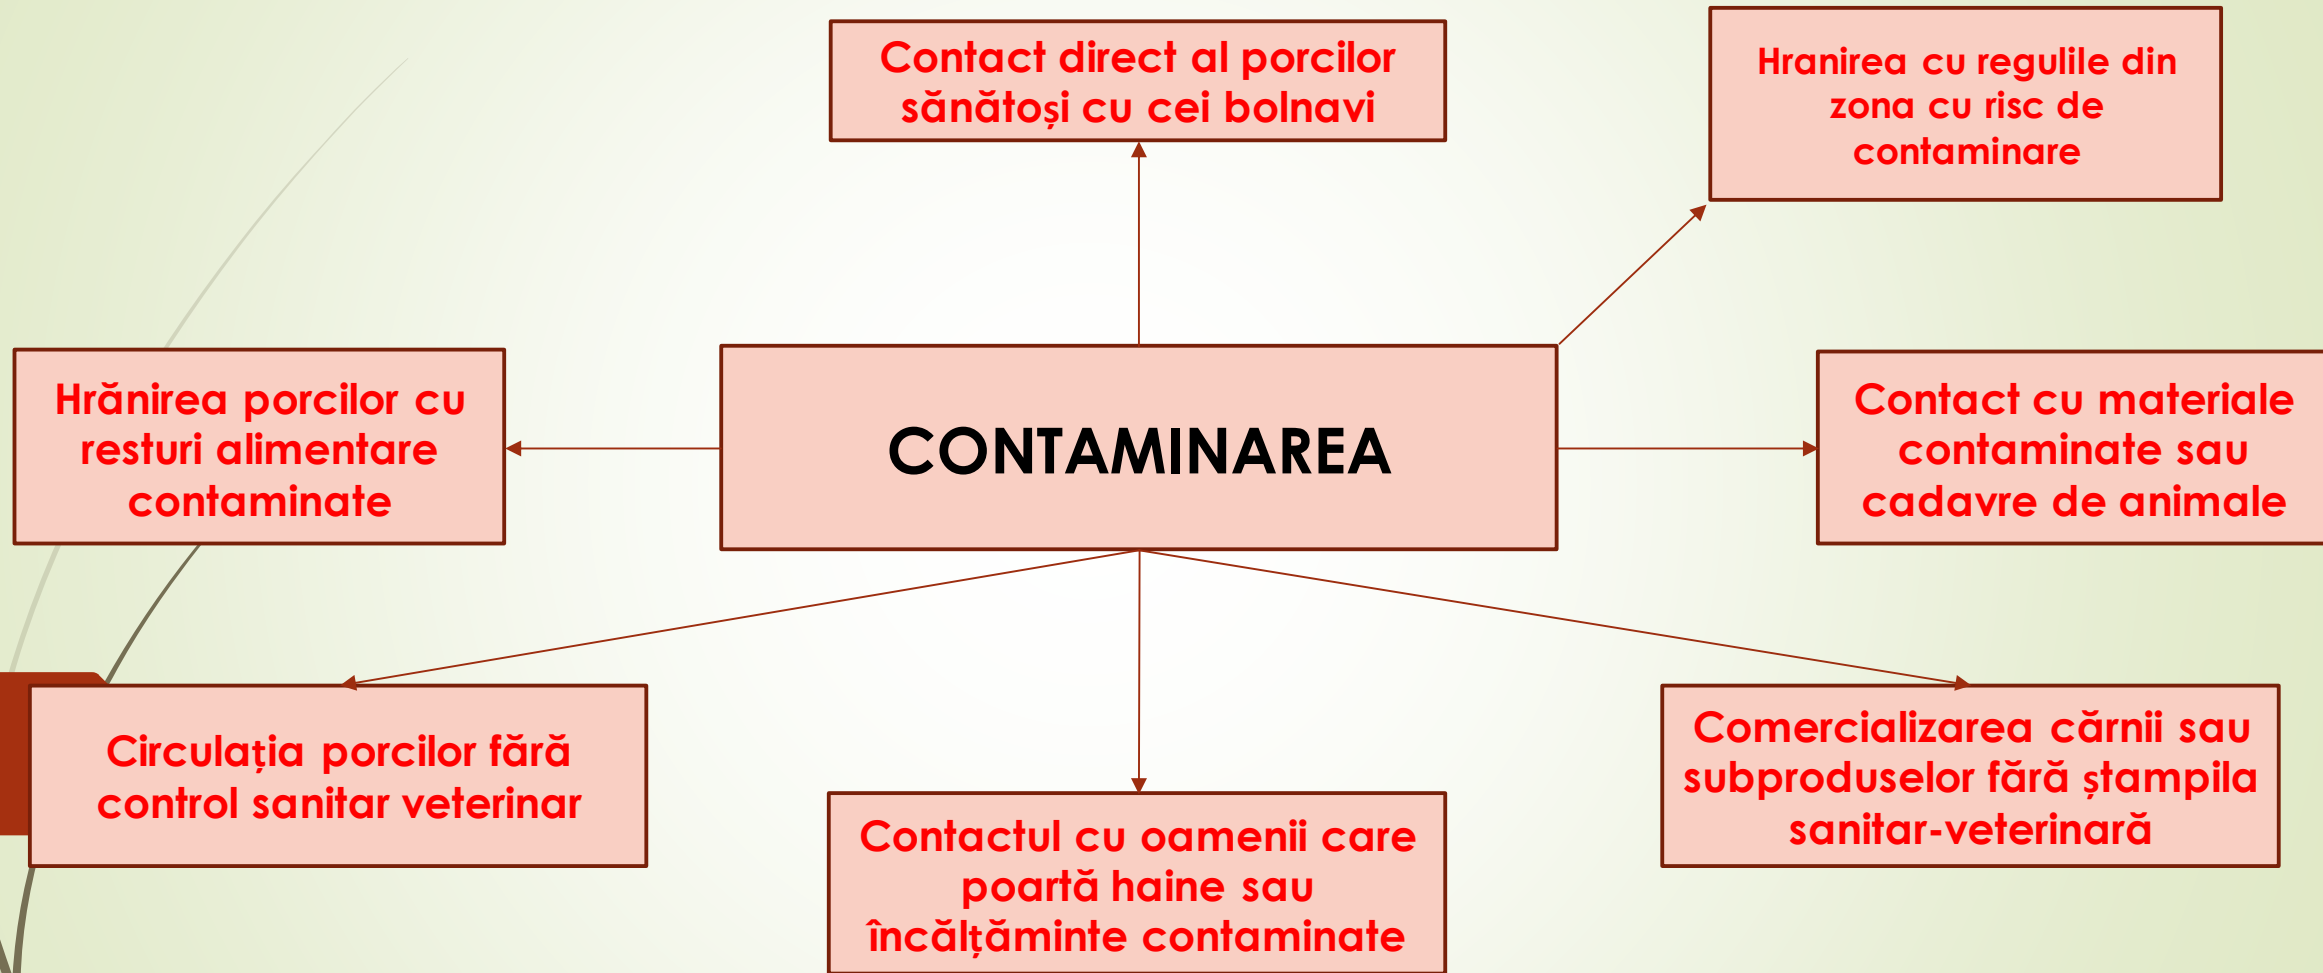 Contact direct al porcilor
sănătoși cu cei bolnavi
Hranirea cu regulile din
zona cu risc de
contaminare
Hrănirea porcilor cu
resturi alimentare
contaminate
CONTAMINAREA
Contact cu materiale
contaminate sau
cadavre de animale
Circulația porcilor fără
control sanitar veterinar
Contactul cu oamenii care
poartă haine sau
încălțăminte contaminate
Comercializarea cărnii sau
subproduselor fără ștampila
sanitar-veterinară